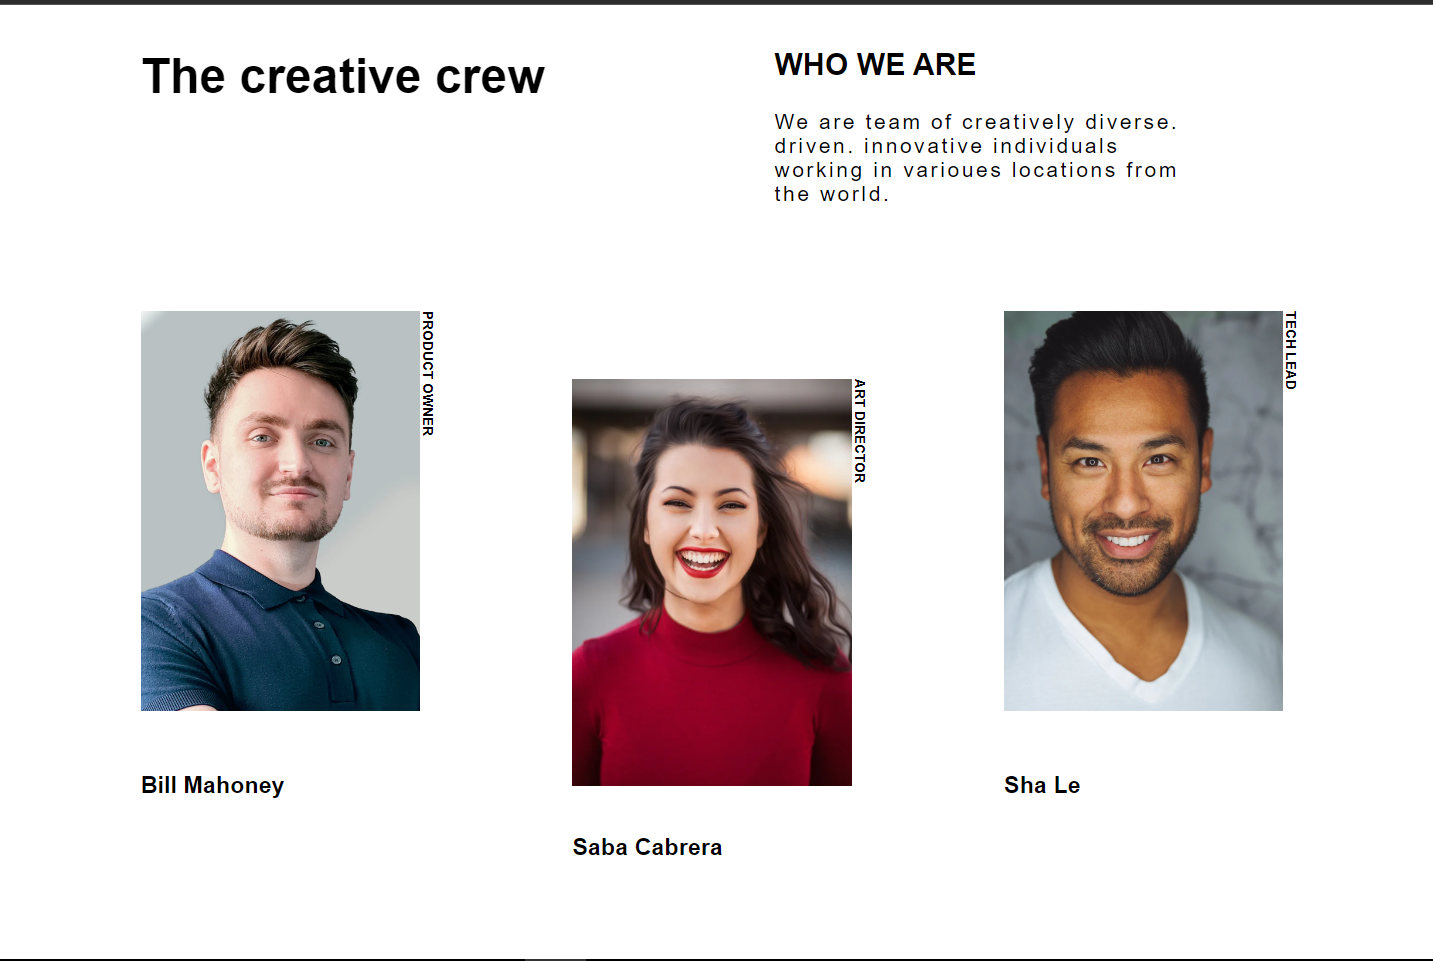 The creative crew
WHO WE ARE
We are team of creatively diverse.
driven. innovative individuals
working in varioues locations from
the world.
PRODUCT OWNER
ART DIRECTOR
TECH LEAD
Bill Mahoney
Saba Cabrera
Sha Le